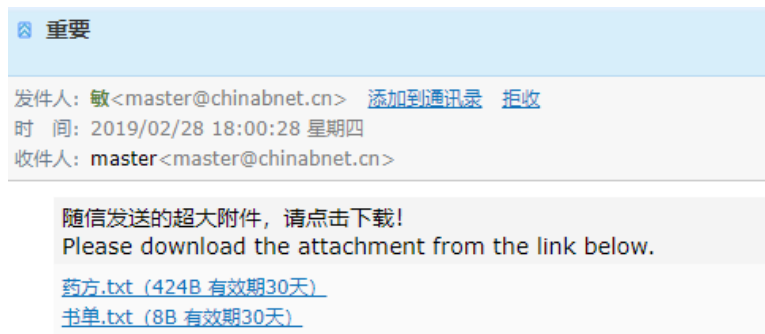 重要
发件人: 敏<master@chinabnet.cn> 添加到通讯录 拒收
时 间: 2019/02/28 18:00:28 星期四
收件人: master<master@chinabnet.cn>
随信发送的超大附件，请点击下载!
Please download the attachment from the link below.
药方.txt（424B 有效期30天）
书单.txt（8B 有效期30天）